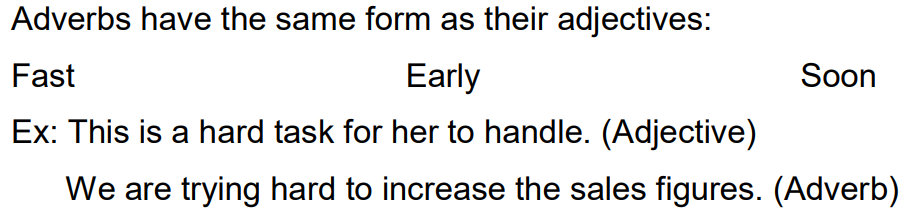 Adverbs have the same form as their adjectives:
Fast Early Soon
Ex: This is a hard task for her to handle. (Adjective)
We are trying hard to increase the sales figures. (Adverb)